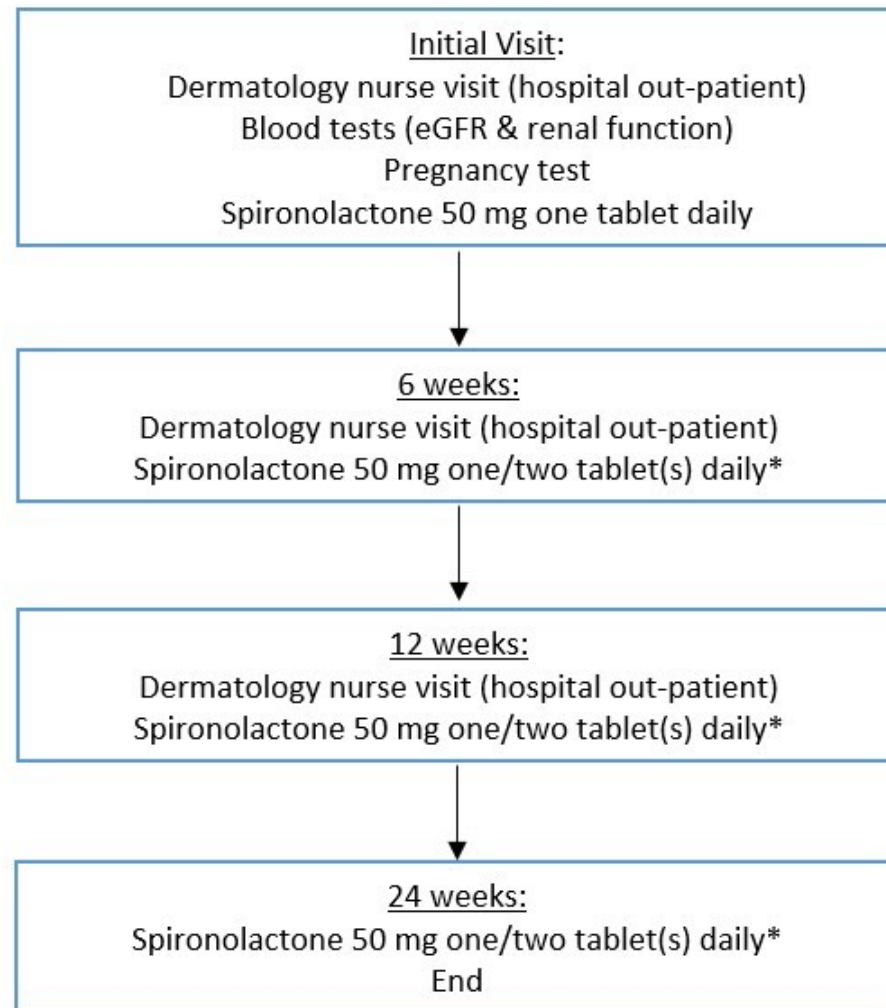 Initial Visit:
Dermatology nurse visit (hospital out-patient)
Blood tests (eGFR & renal function)
Pregnancy test
Spironolactone 50 mg one tablet daily
6 weeks:
Dermatology nurse visit (hospital out-patient)
Spironolactone 50 mg one/two tablet(s) daily*
12 weeks:
Dermatology nurse visit (hospital out-patient)
Spironolactone 50 mg one/two tablet(s) daily*
24 weeks:
Spironolactone 50 mg one/two tablet(s) daily*
End